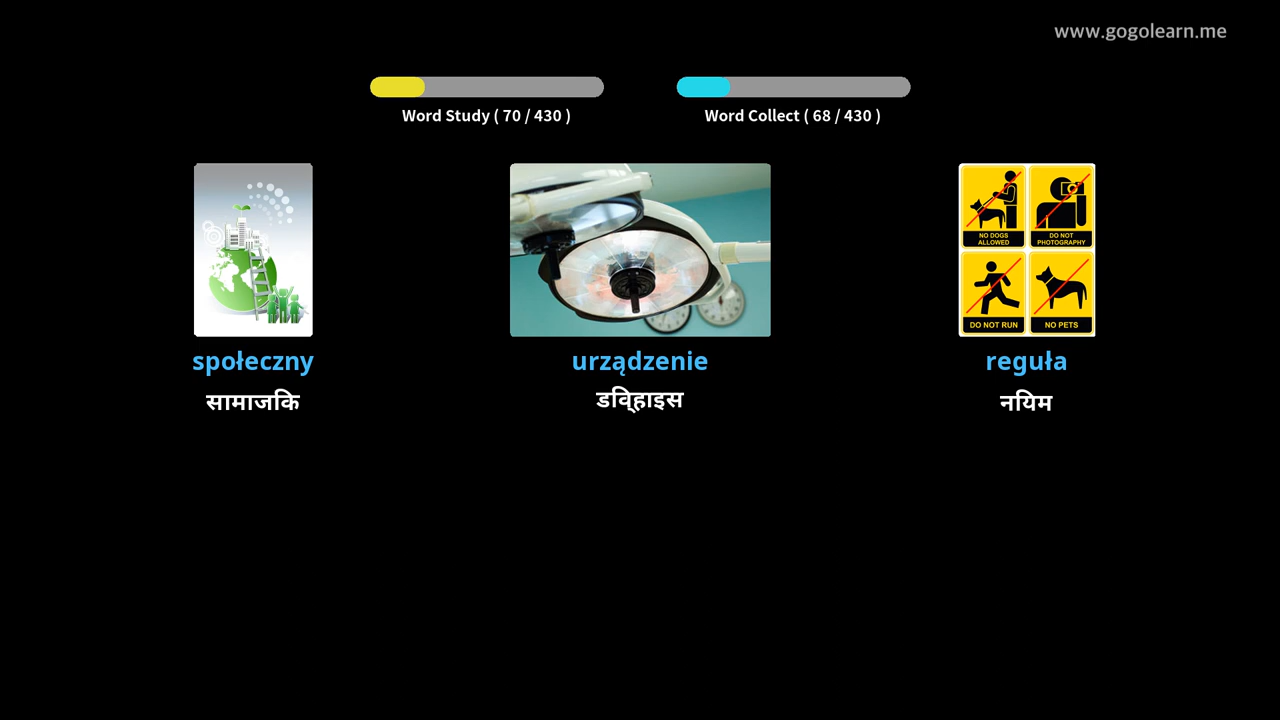 www.gogolearn.me
Word Study ( 70 / 430 )
Word Collect ( 68 / 430 )
NO DOGS
ALLOWED
DO NOT
PHOTOGRAPHY
DO NOT RUN
NO PETS
społeczny
urządzenie
reguła
सामाजिक
डिव्हाइस
नियम